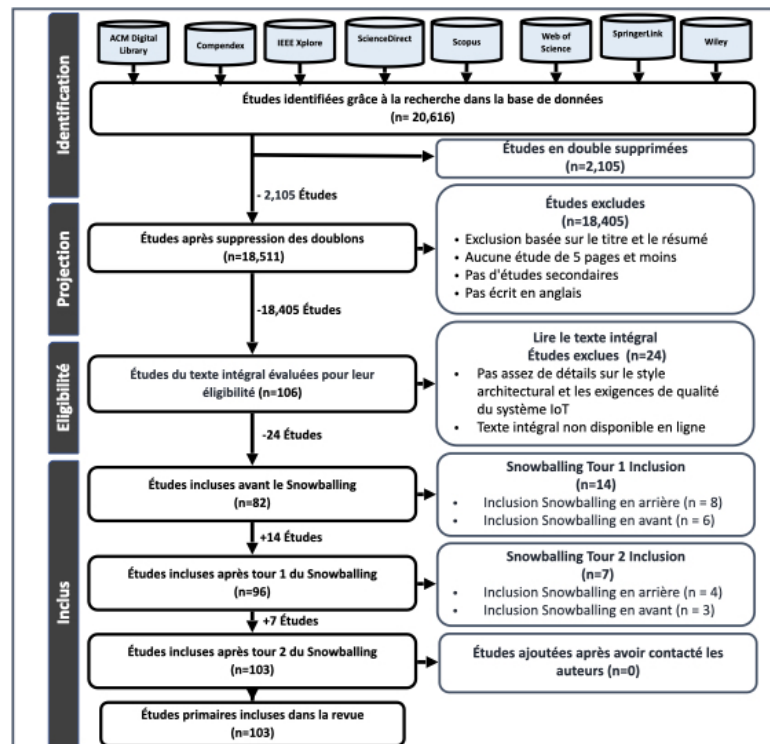 ACM Digital
Library
Compendex
IEEE Xplore
ScienceDirect
Scopus
Web of
Science
SpringerLink
Wiley
Identification
Études identifiées grâce à la recherche dans la base de données
(n= 20,616)
Études en double supprimées
(n=2,105)
- 2,105 Études
Projection
Études après suppression des doublons
(n=18,511)
Études excludes
(n=18,405)
• Exclusion basée sur le titre et le résumé
• Aucune étude de 5 pages et moins
• Pas d'études secondaires
• Pas écrit en anglais
-18,405 Études
Eligibilité
Études du texte intégral évaluées pour leur
éligibilité (n=106)
Lire le texte intégral
Études exclues (n=24)
• Pas assez de détails sur le style
architectural et les exigences de qualité
du système IoT
• Texte intégral non disponible en ligne
-24 Études
Inclus
Études incluses avant le Snowballing
(n=82)
Snowballing Tour 1 Inclusion
(n=14)
• Inclusion Snowballing en arrière (n = 8)
• Inclusion Snowballing en avant (n = 6)
+14 Études
Études incluses après tour 1 du Snowballing
(n=96)
Snowballing Tour 2 Inclusion
(n=7)
• Inclusion Snowballing en arrière (n = 4)
• Inclusion Snowballing en avant (n = 3)
+7 Études
Études incluses après tour 2 du Snowballing
(n=103)
Études ajoutées après avoir contacté les
auteurs (n=0)
Études primaires incluses dans la revue
(n=103)